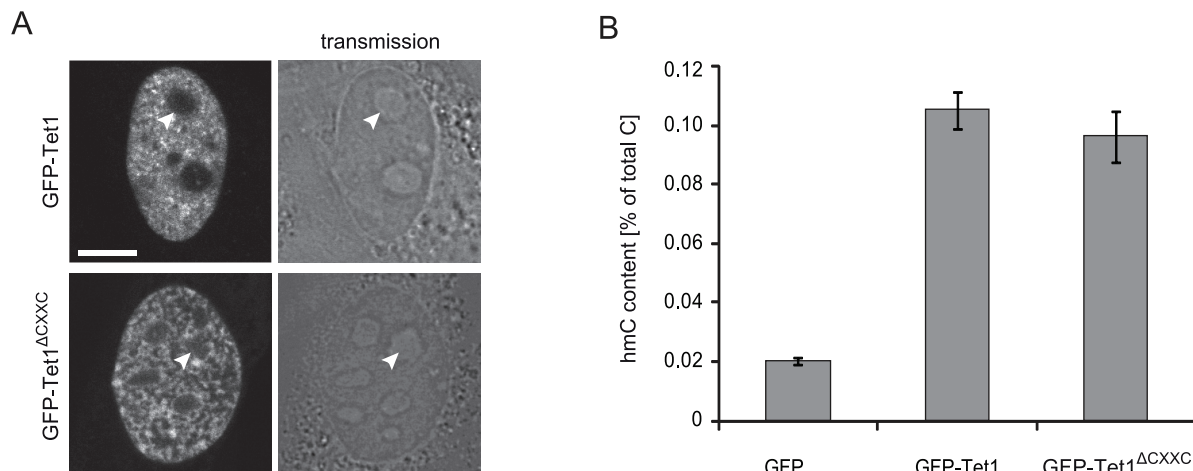 A
transmission
GFP-Tet1
GFP-Tet1ΔCXXC
B
hmC content [% of total C]
0.12
0.10
0.08
0.06
0.04
0.02
0
GFP
GFP-Tet1
GFP-Tet1ΔCXXC